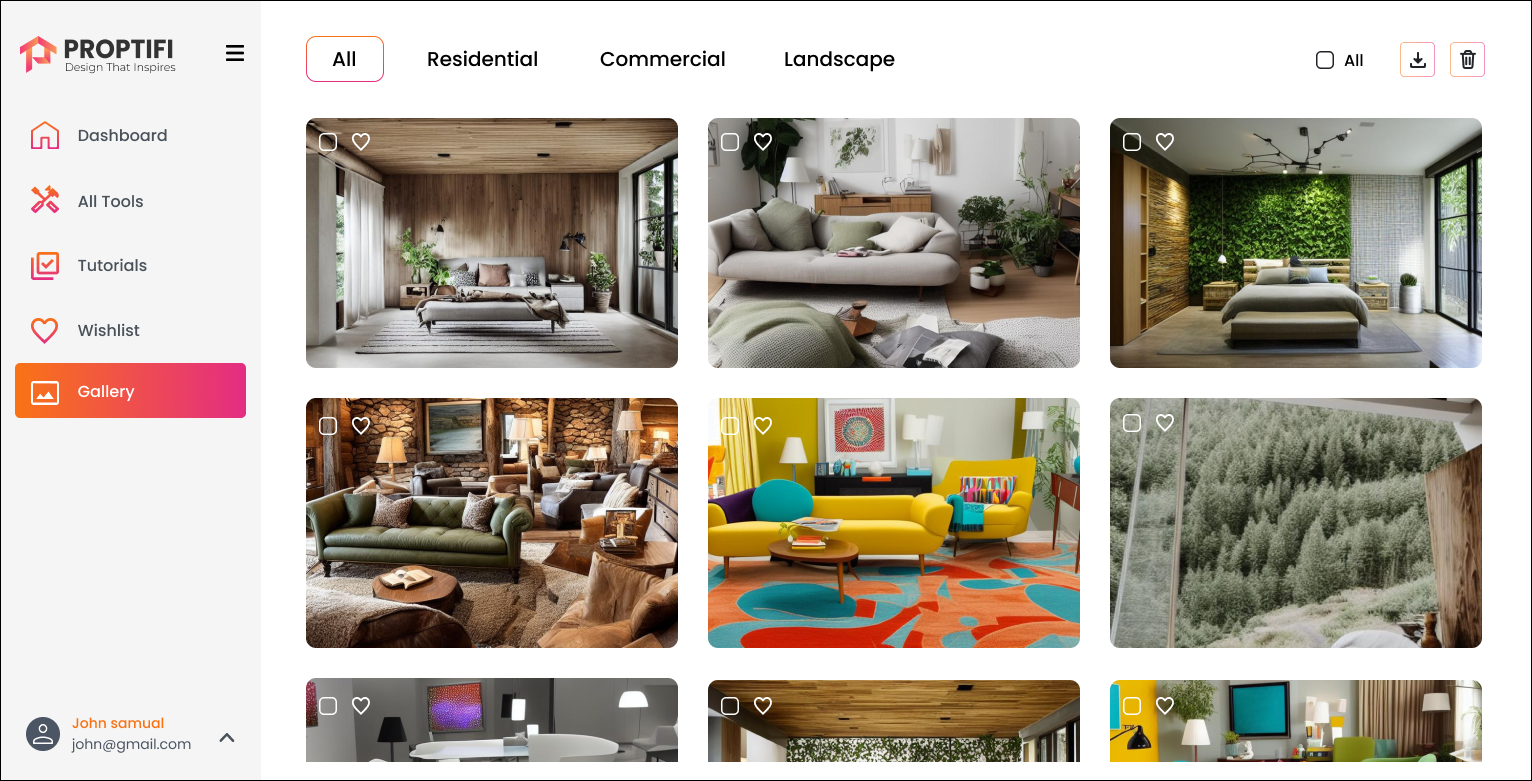 PROPTIFI
Design That Inspires
Dashboard
All Tools
Tutorials
Wishlist
Gallery
John samual
john@gmail.com
All
Residential
Commercial
Landscape
All